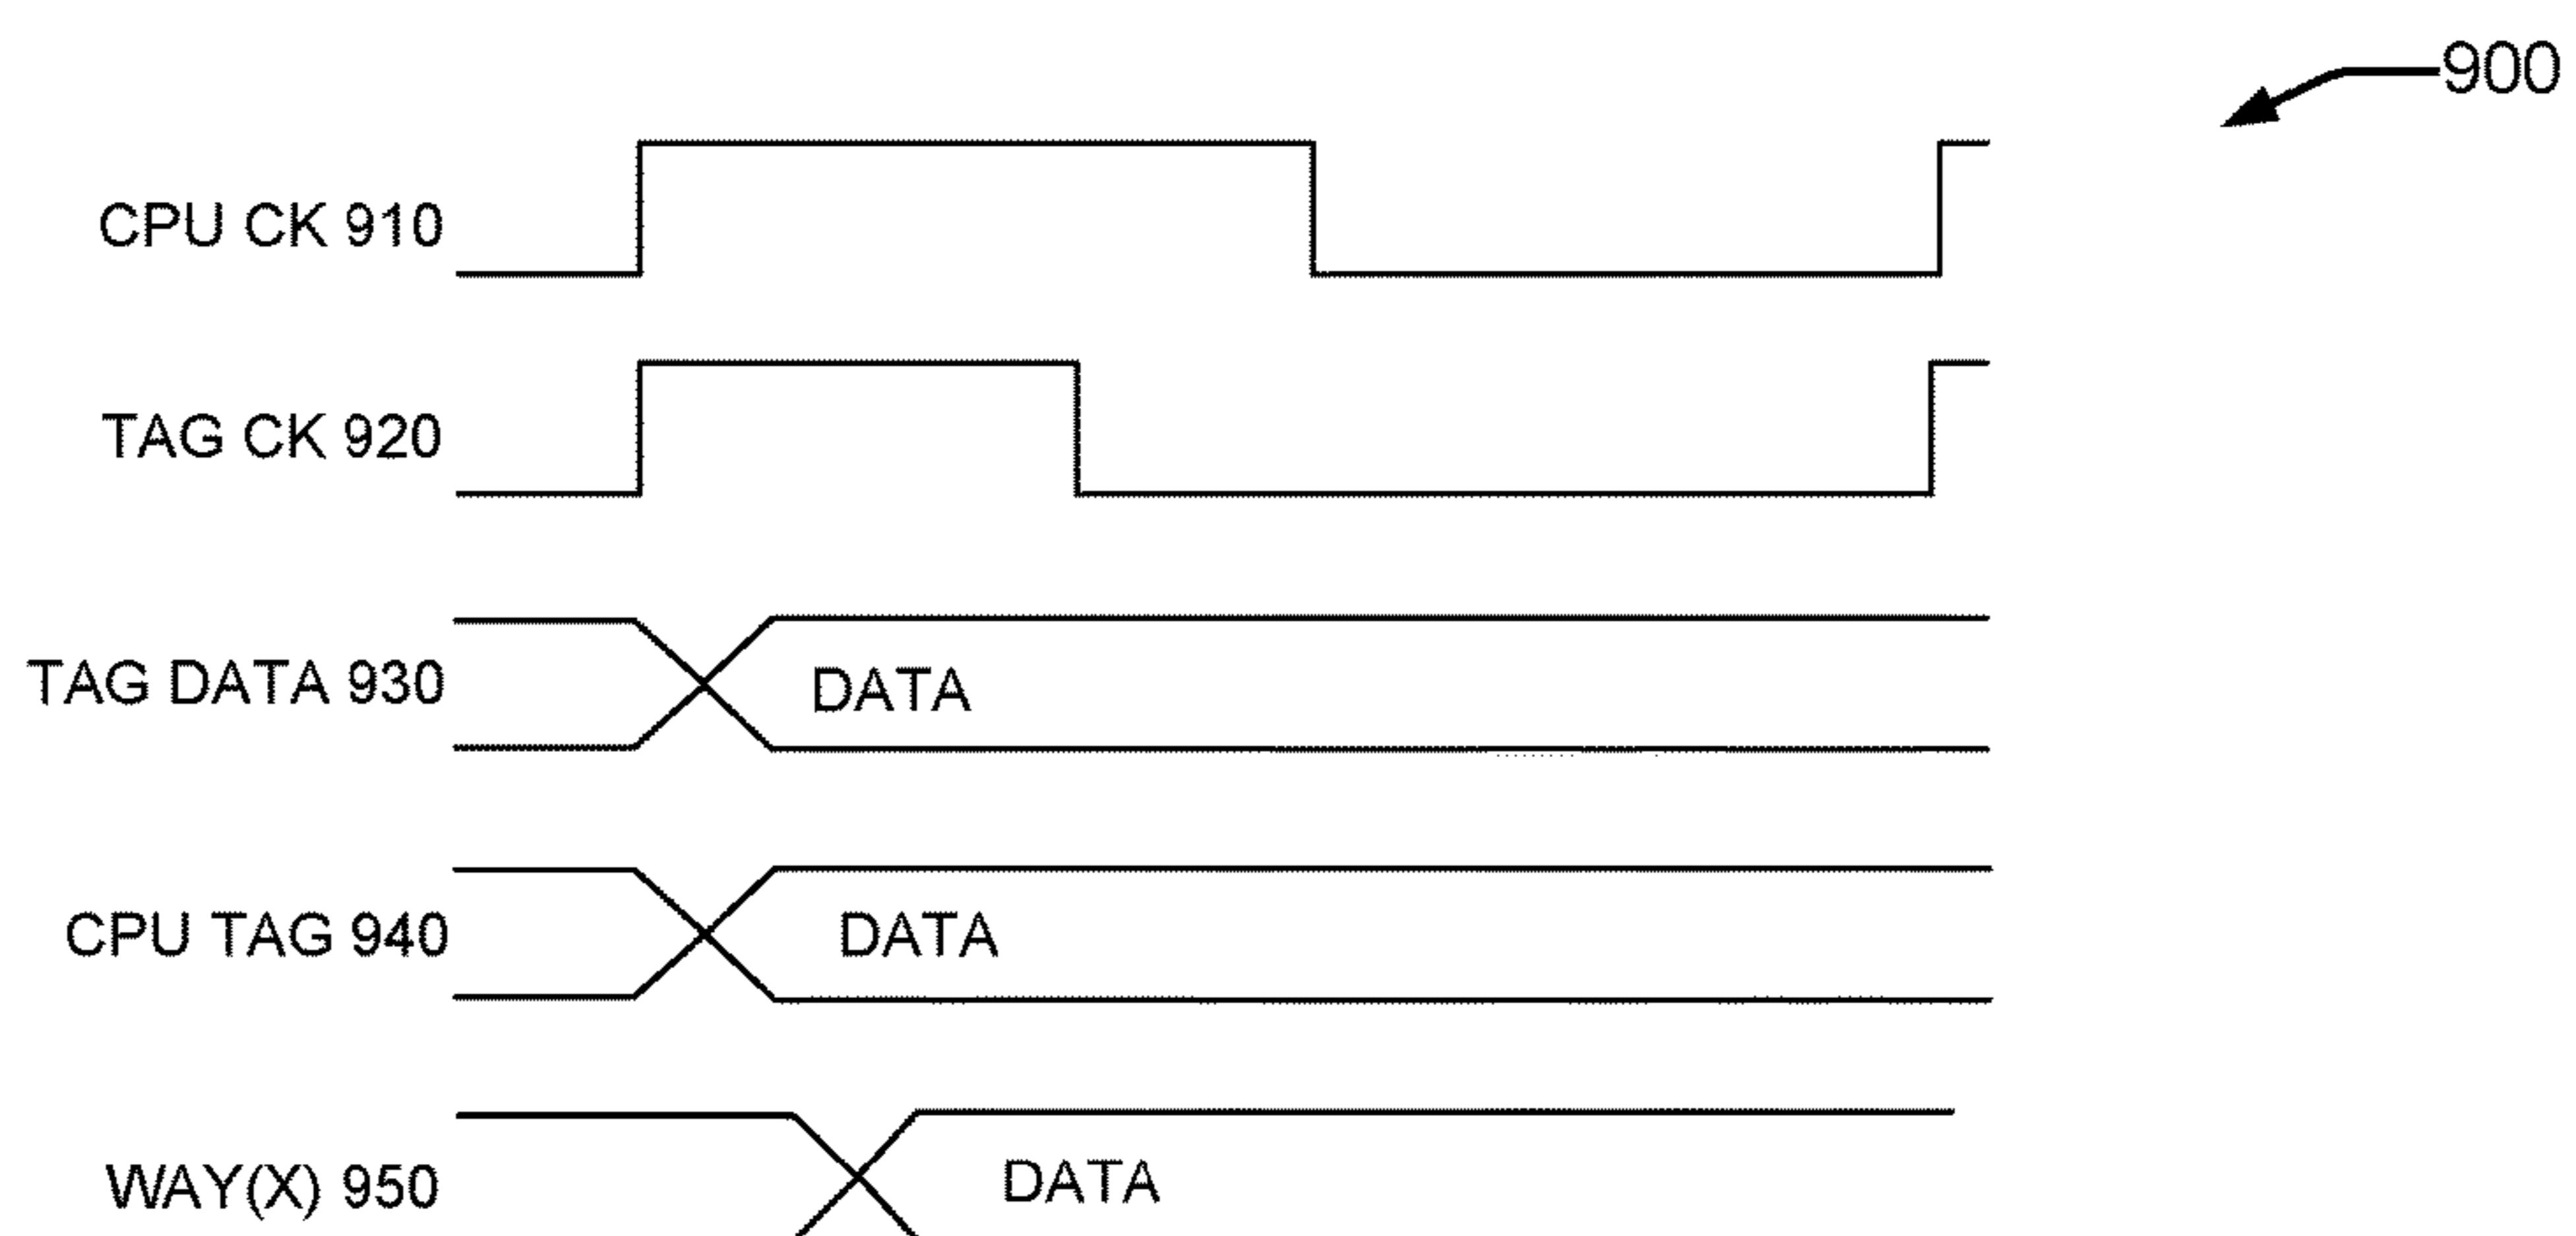 900
CPU CK 910
TAG CK 920
TAG DATA 930
DATA
CPU TAG 940
DATA
WAY(X) 950
DATA